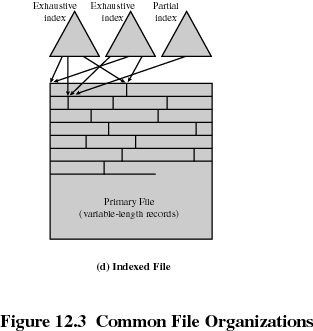 Exhaustive
index
Exhaustive
index
Partial
index
Primary File
(variable-length records)
(d) Indexed File
Figure 12.3 Common File Organizations